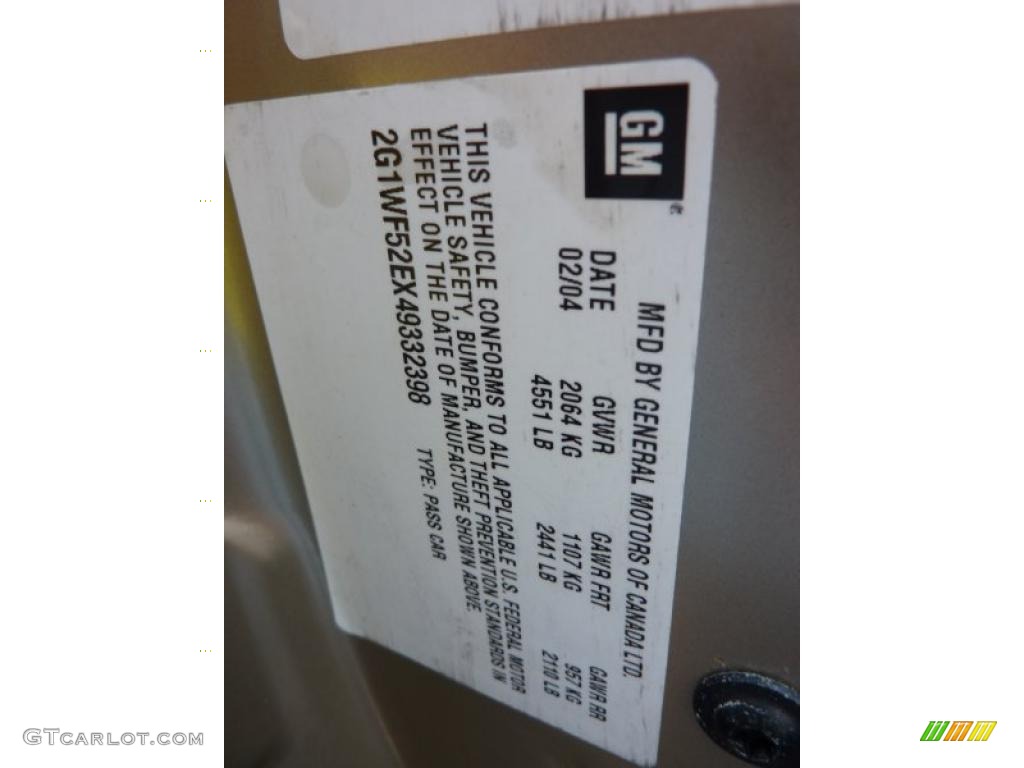 GM
MFD BY GENERAL MOTORS OF CANADA LTD.
DATE GVWR GAWR FRT GAWR RR
02/04 2064 KG 1107 KG 957 KG
4551 LB 2441 LB 2110 LB
THIS VEHICLE CONFORMS TO ALL APPLICABLE U.S. FEDERAL MOTOR
VEHICLE SAFETY, BUMPER, AND THEFT PREVENTION STANDARDS IN
EFFECT ON THE DATE OF MANUFACTURE SHOWN ABOVE.
2G1WF52EX49332398 TYPE: PASS CAR
GTCARLOT.COM